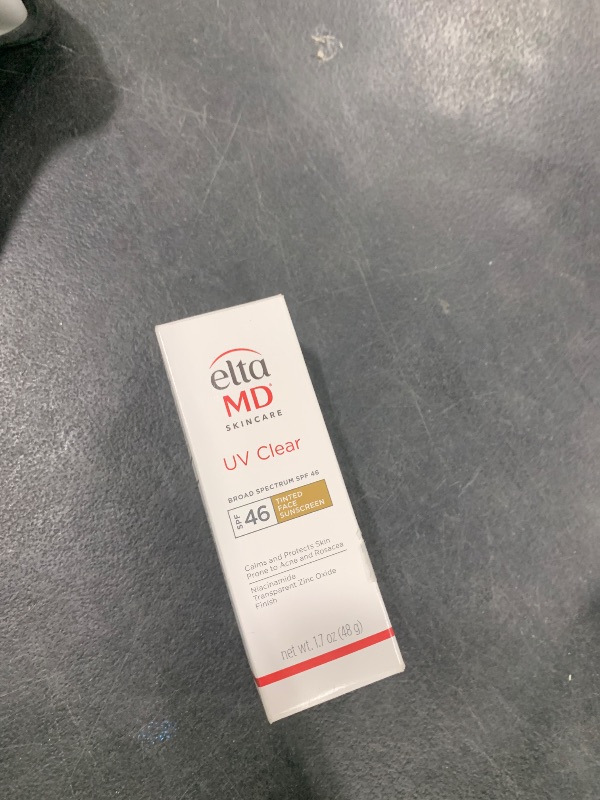 elta
MD
SKINCARE
UV Clear
BROAD SPECTRUM SPF 46
SPF 46
TINTED
FACE
SUNSCREEN
Calms and Protects Skin
Prone to Acne and Rosacea
Niacinamide
Transparent Zinc Oxide
Finish
net wt. 1.7 oz (48 g)